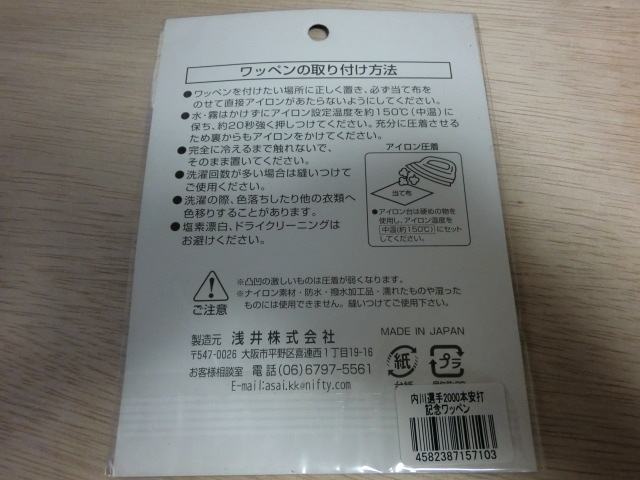 ワッペンの取り付け方法
●ワッペンを付けたい場所に正しく置き、必ず当て布を
のせて直接アイロンがあたらないようにしてください。
●水・霧はかけずにアイロン設定温度を約150℃(中温)に
保ち、約20秒強く押しつけてください。充分に圧着させる
ため裏からもアイロンをかけてください。
●完全に冷えるまで触れないで、
そのまま置いてください。
●洗濯回数が多い場合は縫いつけて
ご使用ください。
●洗濯の際、色落ちしたり他の衣類へ
色移りすることがあります。
●塩素漂白、ドライクリーニングは
お避けください。
アイロン圧着
当て布
●アイロン台は硬めの物を
使用し、アイロン温度を
中温(約150℃)にセット
してください。
ご注意
※凸凹の激しいものは圧着が弱くなります。
※ナイロン素材・防水・撥水加工品・濡れたものや湿った
ものには使用できません。縫いつけてご使用下さい。
製造元 浅井株式会社
〒547-0026 大阪市平野区喜連西1丁目19-16
お客様相談室 電話(06)6797-5561
E-mail:asai.kk@nifty.com
MADE IN JAPAN
紙
プラ
内川選手2000本安打
記念ワッペン
4582387157103